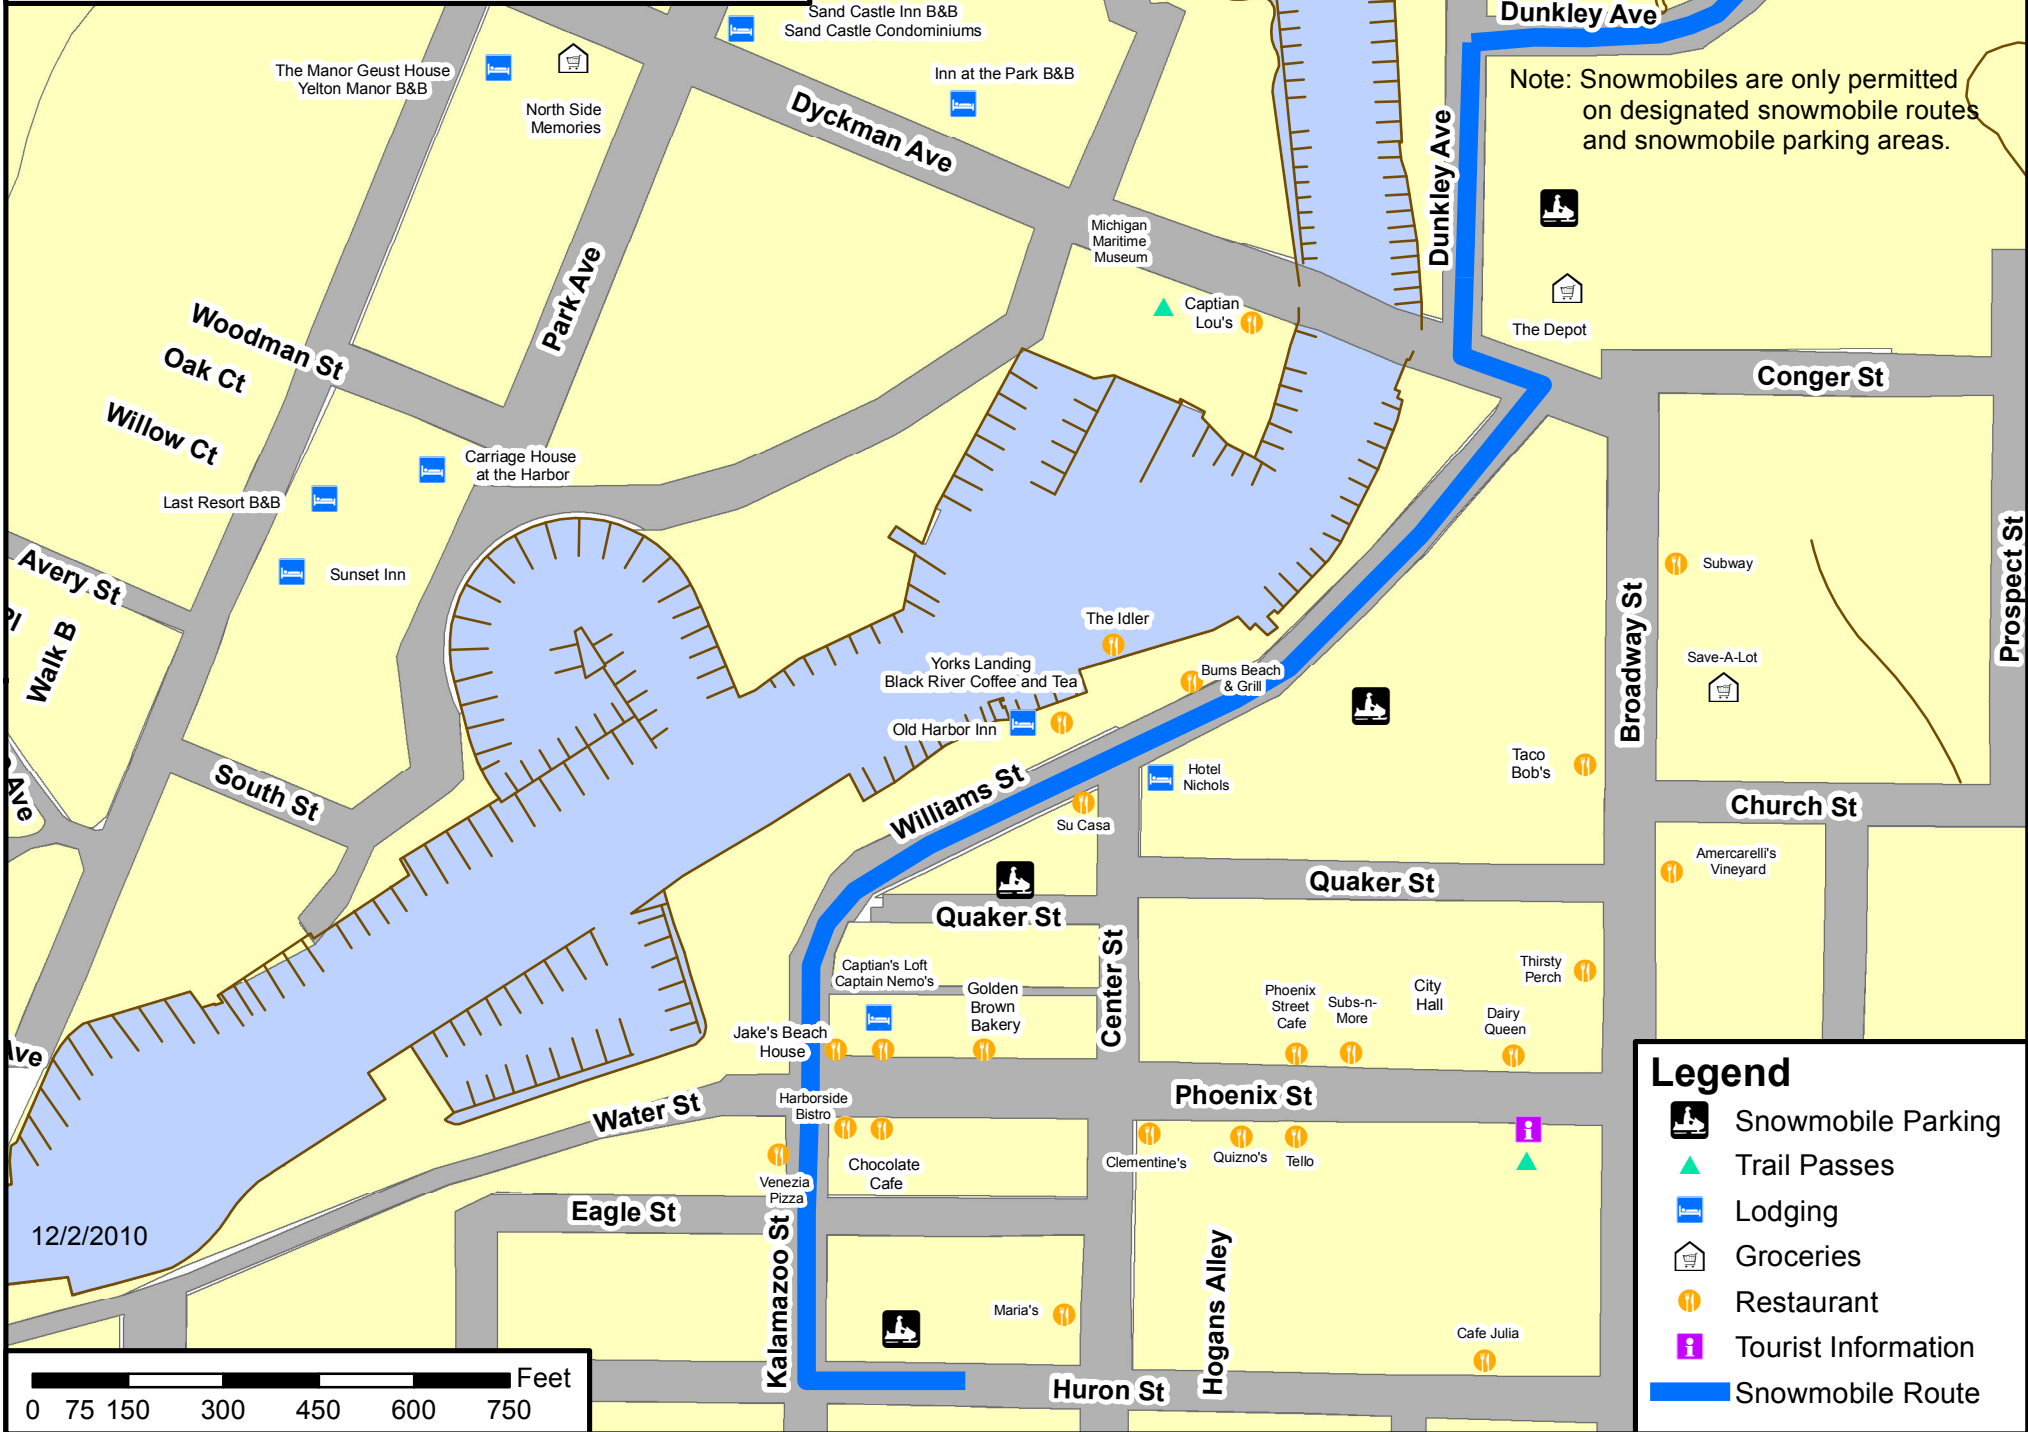 Sand Castle Inn B&B
Sand Castle Condominiums
Dunkley Ave
The Manor Geust House
Yelton Manor B&B
North Side
Memories
Inn at the Park B&B
Dyckman Ave
Note: Snowmobiles are only permitted
on designated snowmobile routes
and snowmobile parking areas.
Dunkley Ave
Michigan
Maritime
Museum
Park Ave
Captian
Lou's
The Depot
Woodman St
Oak Ct
Willow Ct
Conger St
Carriage House
at the Harbor
Last Resort B&B
Sunset Inn
Avery St
Pl
Walk B
Subway
Prospect St
Broadway St
Save-A-Lot
The Idler
Yorks Landing
Black River Coffee and Tea
Bums Beach
& Grill
Old Harbor Inn
Ave
South St
Williams St
Hotel
Nichols
Taco
Bob's
Su Casa
Church St
Amercarelli's
Vineyard
Quaker St
Quaker St
Center St
Captian's Loft
Captain Nemo's
Golden
Brown
Bakery
Phoenix
Street
Cafe
Subs-n-
More
City
Hall
Thirsty
Perch
Dairy
Queen
Jake's Beach
House
Ave
Water St
Harborside
Bistro
Phoenix St
Clementine's
Quizno's
Tello
Chocolate
Cafe
Venezia
Pizza
Eagle St
Kalamazoo St
Hogans Alley
Maria's
Cafe Julia
Huron St
12/2/2010
Feet
0 75 150 300 450 600 750
Legend
Snowmobile Parking
Trail Passes
Lodging
Groceries
Restaurant
i Tourist Information
Snowmobile Route